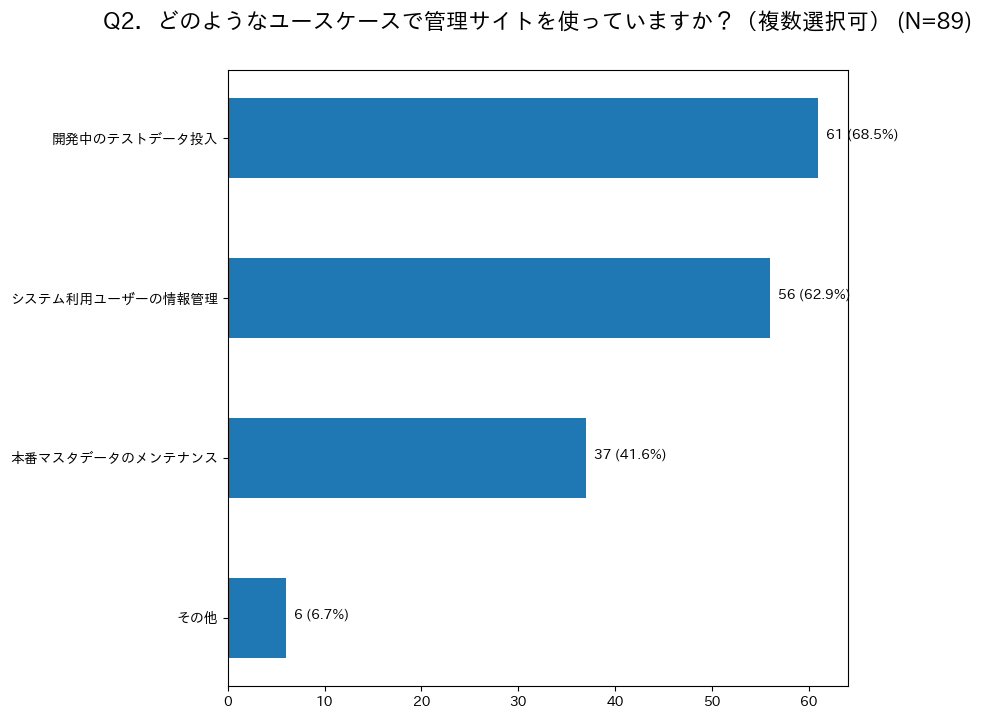 Q2. どのようなユースケースで管理サイトを使っていますか？（複数選択可） (N=89)
開発中のテストデータ投入
61 (68.5%)
システム利用ユーザーの情報管理
56 (62.9%)
本番マスタデータのメンテナンス
37 (41.6%)
その他
6 (6.7%)
0 10 20 30 40 50 60